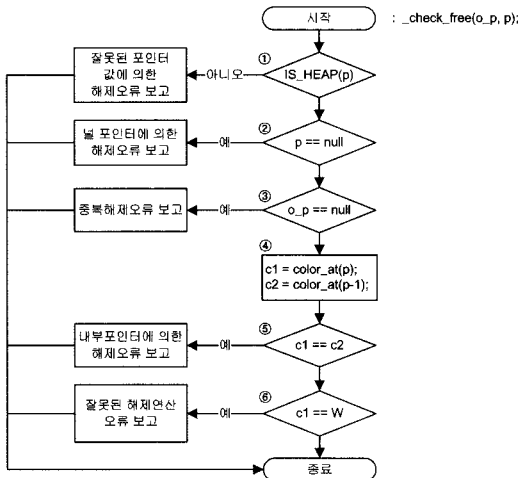 시작
: _check_free(o_p, p);
①
IS_HEAP(p)
아니오
잘못된 포인터
값에 의한
해제오류 보고
②
p == null
예
널 포인터에 의한
해제오류 보고
③
o_p == null
예
중복해제오류 보고
④
c1 = color_at(p);
c2 = color_at(p-1);
⑤
c1 == c2
예
내부포인터에 의한
해제오류 보고
⑥
c1 == W
예
잘못된 해제연산
오류 보고
종료